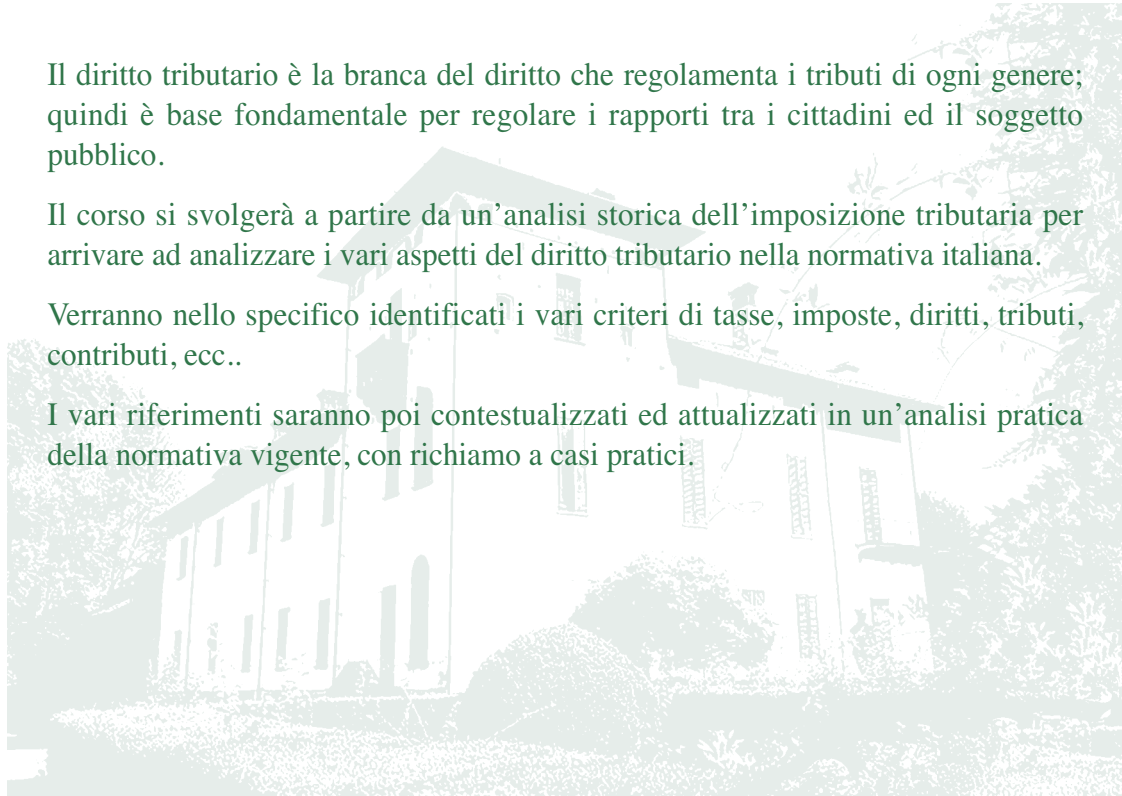 Il diritto tributario è la branca del diritto che regolamenta i tributi di ogni genere;
quindi è base fondamentale per regolare i rapporti tra i cittadini ed il soggetto
pubblico.
Il corso si svolgerà a partire da un’analisi storica dell’imposizione tributaria per
arrivare ad analizzare i vari aspetti del diritto tributario nella normativa italiana.
Verranno nello specifico identificati i vari criteri di tasse, imposte, diritti, tributi,
contributi, ecc..
I vari riferimenti saranno poi contestualizzati ed attualizzati in un’analisi pratica
della normativa vigente, con richiamo a casi pratici.